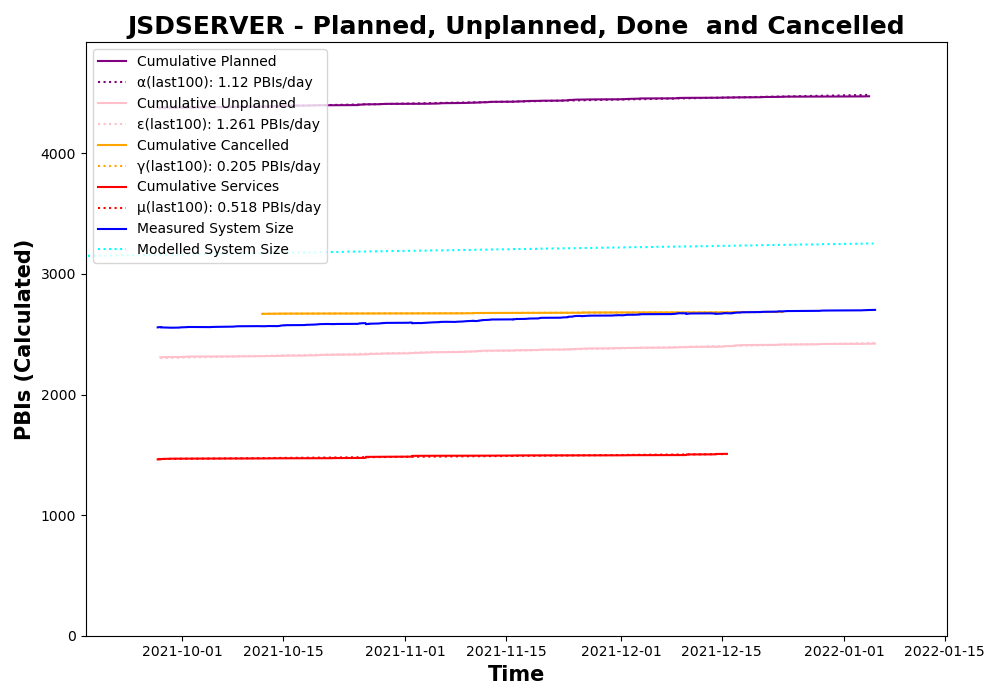 JSDSERVER - Planned, Unplanned, Done  and Cancelled
Cumulative Planned
α(last100): 1.12 PBIs/day
Cumulative Unplanned
ε(last100): 1.261 PBIs/day
Cumulative Cancelled
γ(last100): 0.205 PBIs/day
Cumulative Services
μ(last100): 0.518 PBIs/day
Measured System Size
Modelled System Size
PBIs (Calculated)
4000
3000
2000
1000
0
2021-10-01 2021-10-15 2021-11-01 2021-11-15 2021-12-01 2021-12-15 2022-01-01 2022-01-15
Time